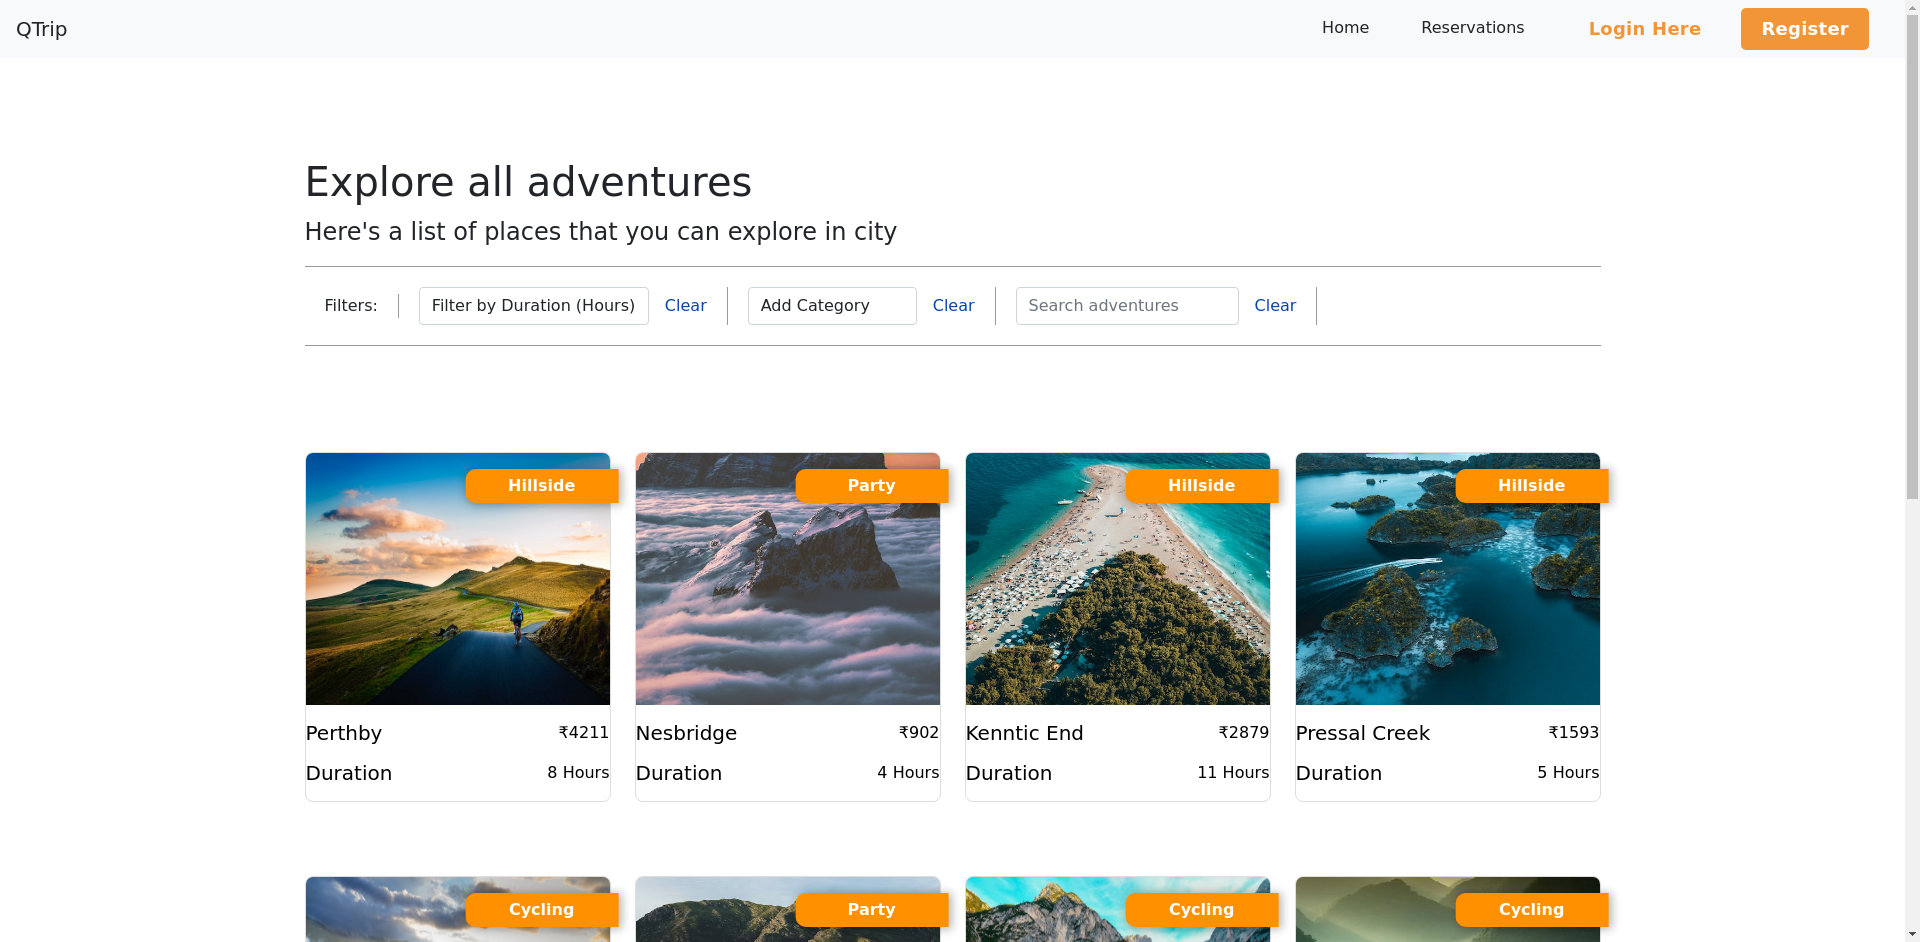 QTrip
Home
Reservations
Login Here
Register
Explore all adventures
Here's a list of places that you can explore in city
Filters:
Filter by Duration (Hours)
Clear
Add Category
Clear
Search adventures
Clear
Hillside
Party
Hillside
Hillside
Perthby ₹4211
Duration 8 Hours
Nesbridge ₹902
Duration 4 Hours
Kenntic End ₹2879
Duration 11 Hours
Pressal Creek ₹1593
Duration 5 Hours
Cycling
Party
Cycling
Cycling